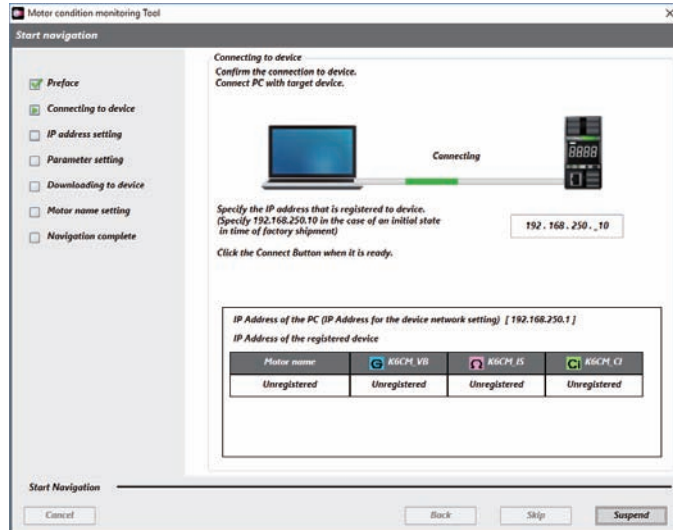 Motor condition monitoring Tool
Start navigation
Preface
Connecting to device
IP address setting
Parameter setting
Downloading to device
Motor name setting
Navigation complete
Connecting to device
Confirm the connection to device.
Connect PC with target device.
Connecting
8888
Specify the IP address that is registered to device.
(Specify 192.168.250.10 in the case of an initial state
in time of factory shipment)
192 . 168 . 250 . _10
Click the Connect Button when it is ready.
IP Address of the PC (IP Address for the device network setting) [ 192.168.250.1 ]
IP Address of the registered device
Motor name G K6CM_VB Ω K6CM_IS Ci K6CM_CI
Unregistered Unregistered Unregistered Unregistered
Start Navigation
Cancel Back Skip Suspend